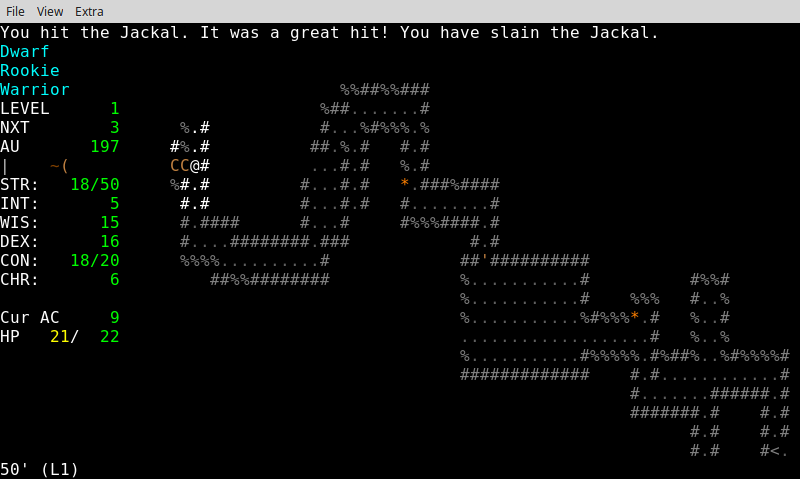 File View Extra
You hit the Jackal. It was a great hit! You have slain the Jackal.
Dwarf
Rookie
Warrior                           %%##%%###
LEVEL      1                    %##.......#
NXT        3      %.#           #...%#%%%.%
AU       197     #%.#          ##.%.#   #.#
|    ~(          CC@#          ...#.#   %.#
STR:   18/50     %#.#         #...#.#   *.###%####
INT:       5      #.#         #...#.#   #........#
WIS:      15      #.####      #...#     #%%%####.#
DEX:      16      #....########.###            #.#
CON:   18/20      %%%%..........#             ##'##########
CHR:       6         ##%%########             %...........#          #%%#
                                              %...........#    %%%   #..%
Cur AC     9                                  %...........%#%%%*.#   %..#
HP   21/  22                                  ...................#   %..%
                                              %...........#%%%%%.#%##%..%#%%%%#
                                              #############    #.#............#
                                                               #.......######.#
                                                               #######.#    #.#
                                                                     #.#    #.#
                                                                     #.#    #<.
50' (L1)